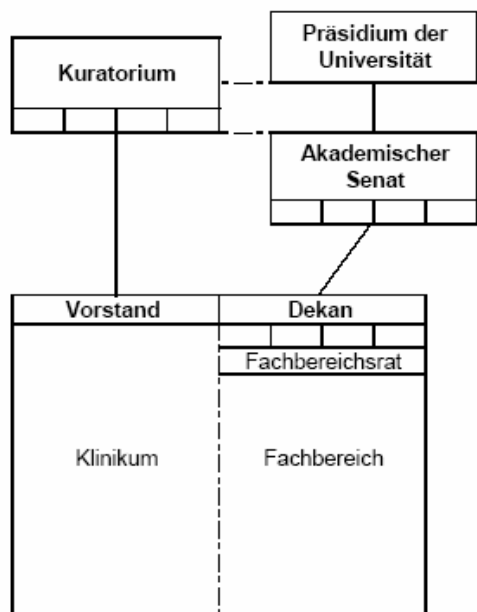 Präsidium der
Universität
Kuratorium
Akademischer
Senat
Vorstand
Dekan
Fachbereichsrat
Klinikum
Fachbereich